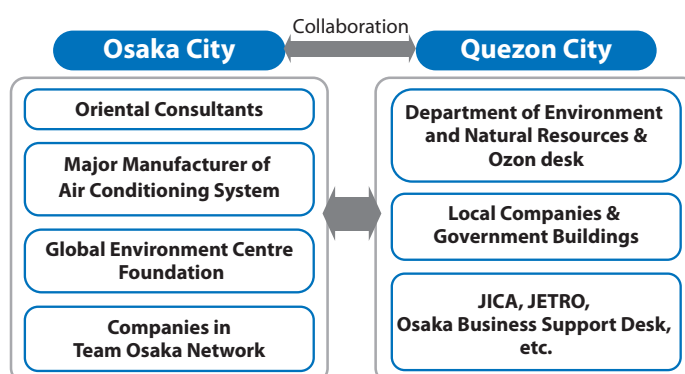 Collaboration
Osaka City
Quezon City
Oriental Consultants
Major Manufacturer of
Air Conditioning System
Global Environment Centre
Foundation
Companies in
Team Osaka Network
Department of Environment
and Natural Resources &
Ozon desk
Local Companies &
Government Buildings
JICA, JETRO,
Osaka Business Support Desk,
etc.